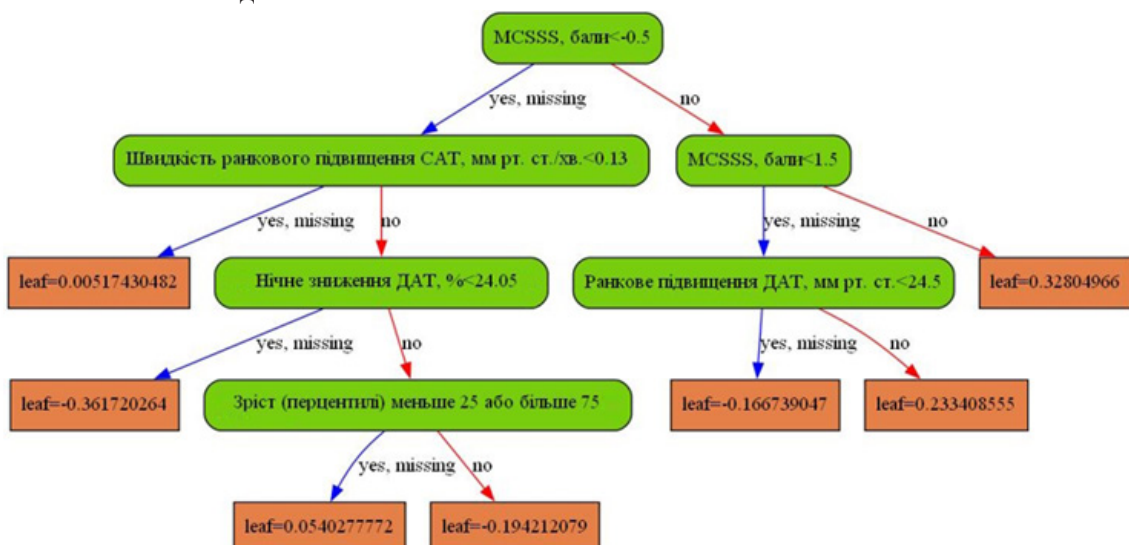 MCSSS, бали<-0.5
yes, missing
no
Швидкість ранкового підвищення САТ, мм рт. ст./хв.<0.13
MCSSS, бали<1.5
yes, missing
no
yes, missing
no
leaf=0.00517430482
Нічне зниження ДАТ, %<24.05
Ранкове підвищення ДАТ, мм рт. ст.<24.5
leaf=0.32804966
yes, missing
no
yes, missing
no
leaf=-0.361720264
Зріст (перцентилі) меньше 25 або більше 75
leaf=-0.166739047
leaf=0.233408555
yes, missing
no
leaf=0.0540277772
leaf=-0.194212079